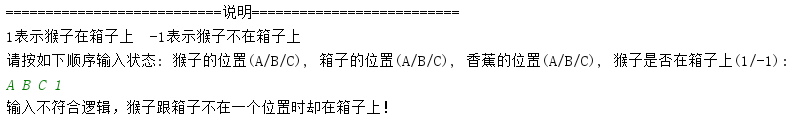 ===========================说明==========================
1表示猴子在箱子上  -1表示猴子不在箱子上
请按如下顺序输入状态: 猴子的位置(A/B/C), 箱子的位置(A/B/C), 香蕉的位置(A/B/C), 猴子是否在箱子上(1/-1):
A B C 1
输入不符合逻辑，猴子跟箱子不在一个位置时却在箱子上!